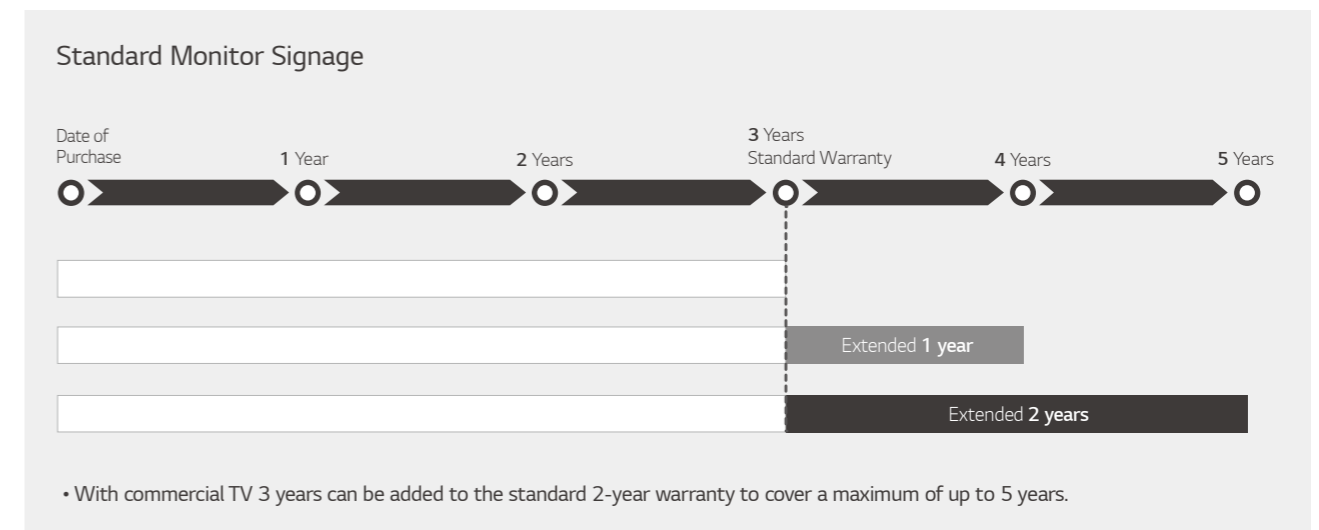 Standard Monitor Signage
Date of
Purchase
1 Year
2 Years
3 Years
Standard Warranty
4 Years
5 Years
Extended 1 year
Extended 2 years
• With commercial TV 3 years can be added to the standard 2-year warranty to cover a maximum of up to 5 years.